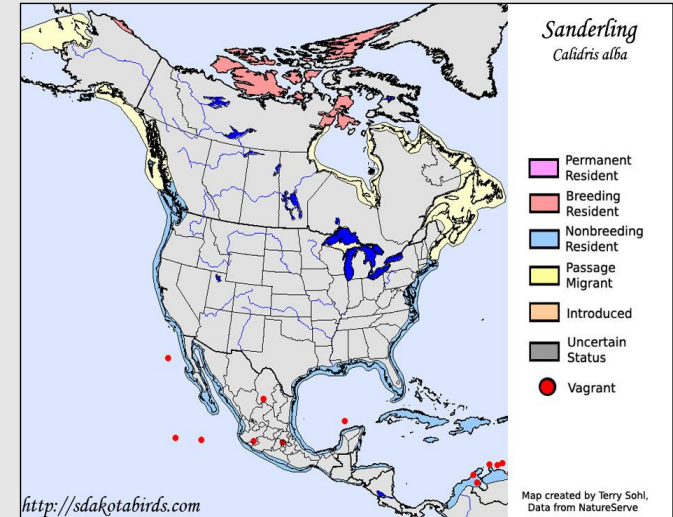 Sanderling
Calidris alba
Permanent
Resident
Breeding
Resident
Nonbreeding
Resident
Passage
Migrant
Introduced
Uncertain
Status
Vagrant
Map created by Terry Sohl,
Data from NatureServe
http://sdakotabirds.com